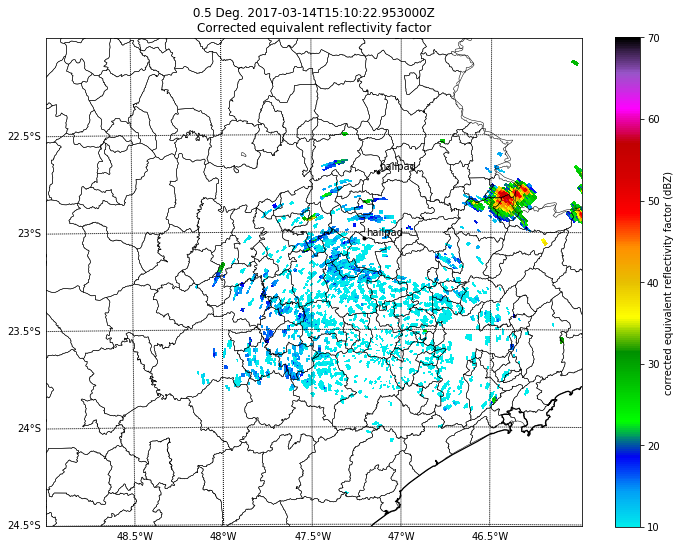 0.5 Deg. 2017-03-14T15:10:22.953000Z
Corrected equivalent reflectivity factor
hailpad
hailpad
22.5°S
23°S
23.5°S
24°S
24.5°S
48.5°W
48°W
47.5°W
47°W
46.5°W
70
60
50
40
30
20
10
corrected equivalent reflectivity factor (dBZ)